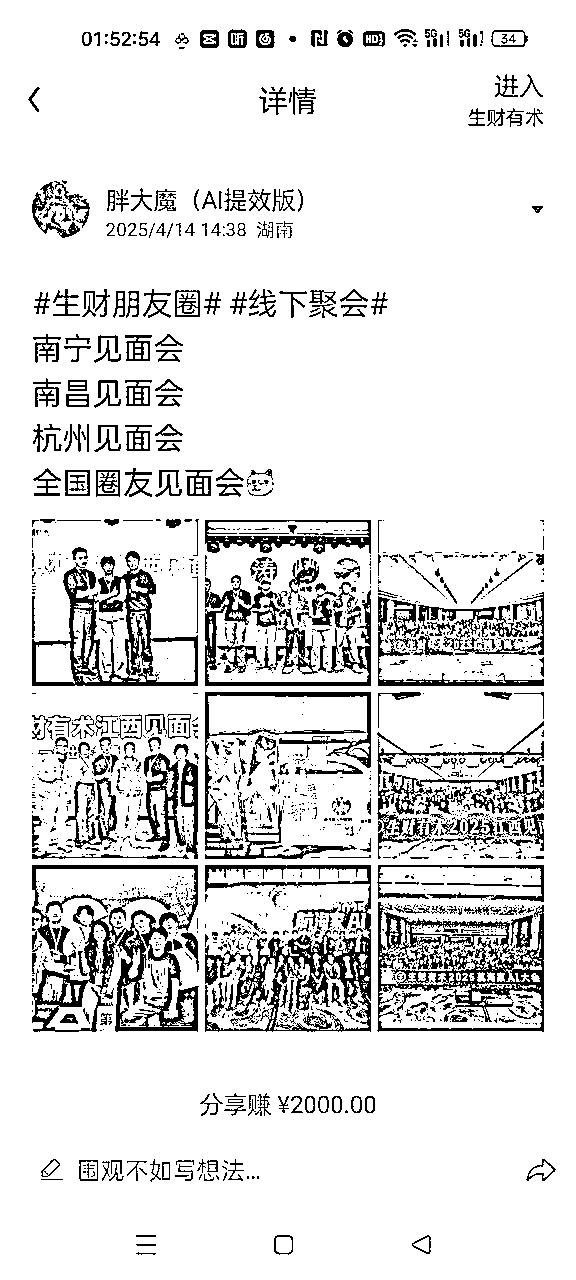 01:52:54
34
详情
进入
生财有术
胖大魔（AI提效版）
2025/4/14 14:38 湖南
#生财朋友圈# #线下聚会#
南宁见面会
南昌见面会
杭州见面会
全国圈友见面会
财有术江西见面会
分享赚 ¥2000.00
围观不如写想法...